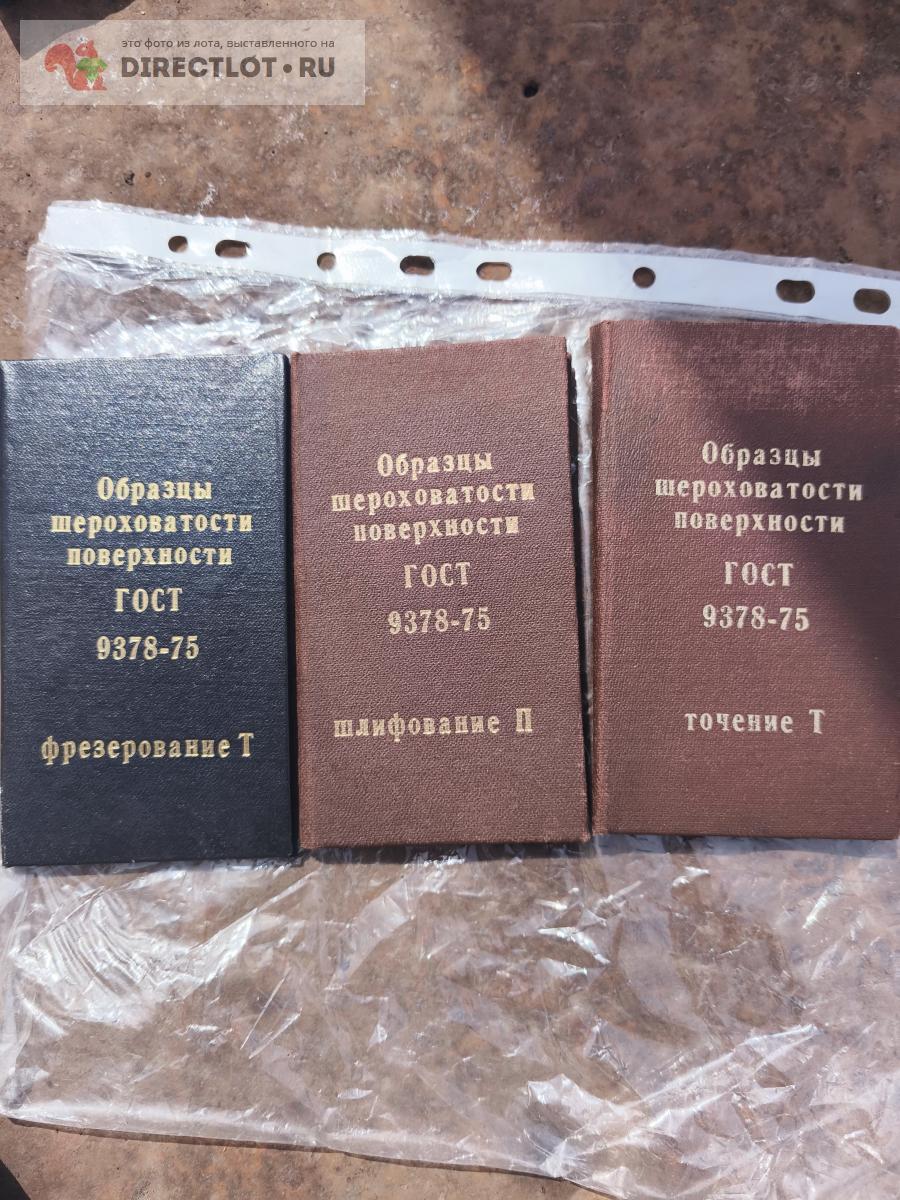 это фото из лота, выставленного на
DIRECTLOT•RU
Образцы
шероховатости
поверхности
ГОСТ
9378-75
фрезерование Т
Образцы
шероховатости
поверхности
ГОСТ
9378-75
шлифование П
Образцы
шероховатости
поверхности
ГОСТ
9378-75
точение Т